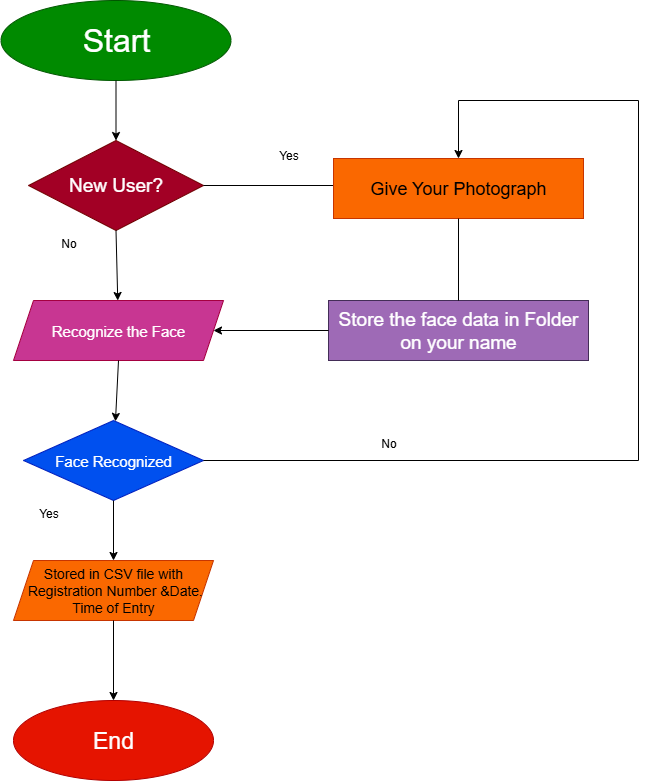 Start
Yes
New User?
Give Your Photograph
No
Recognize the Face
Store the face data in Folder
on your name
No
Face Recognized
Yes
Stored in CSV file with
Registration Number &Date.
Time of Entry
End